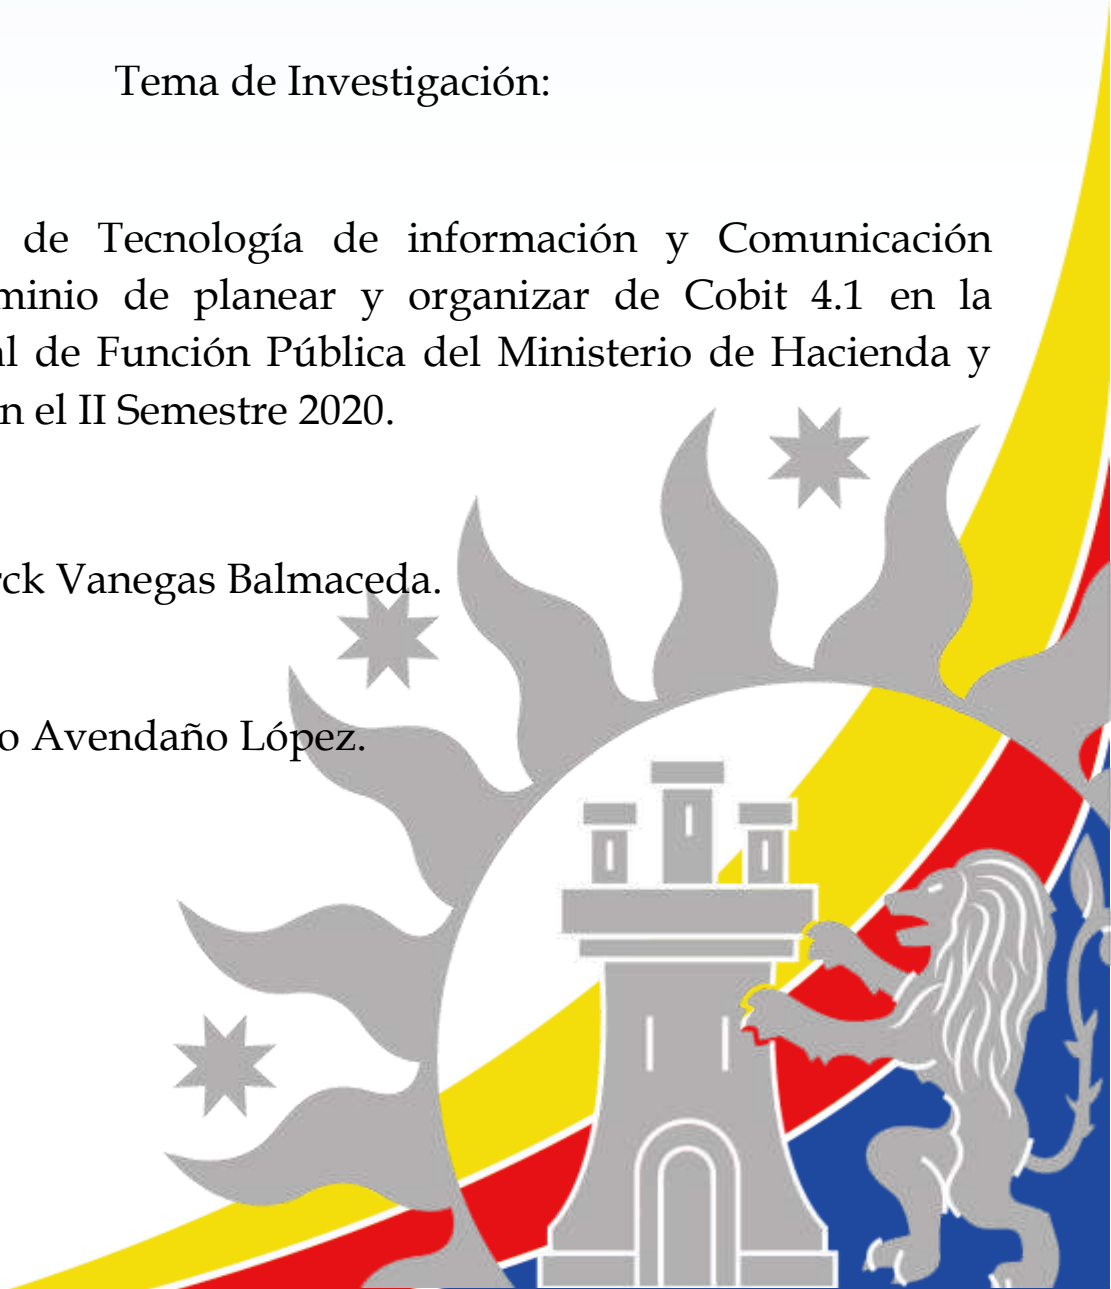 Tema de Investigación:
de Tecnología de información y Comunicación
minio de planear y organizar de Cobit 4.1 en la
al de Función Pública del Ministerio de Hacienda y
n el II Semestre 2020.
rck Vanegas Balmaceda.
o Avendaño López.